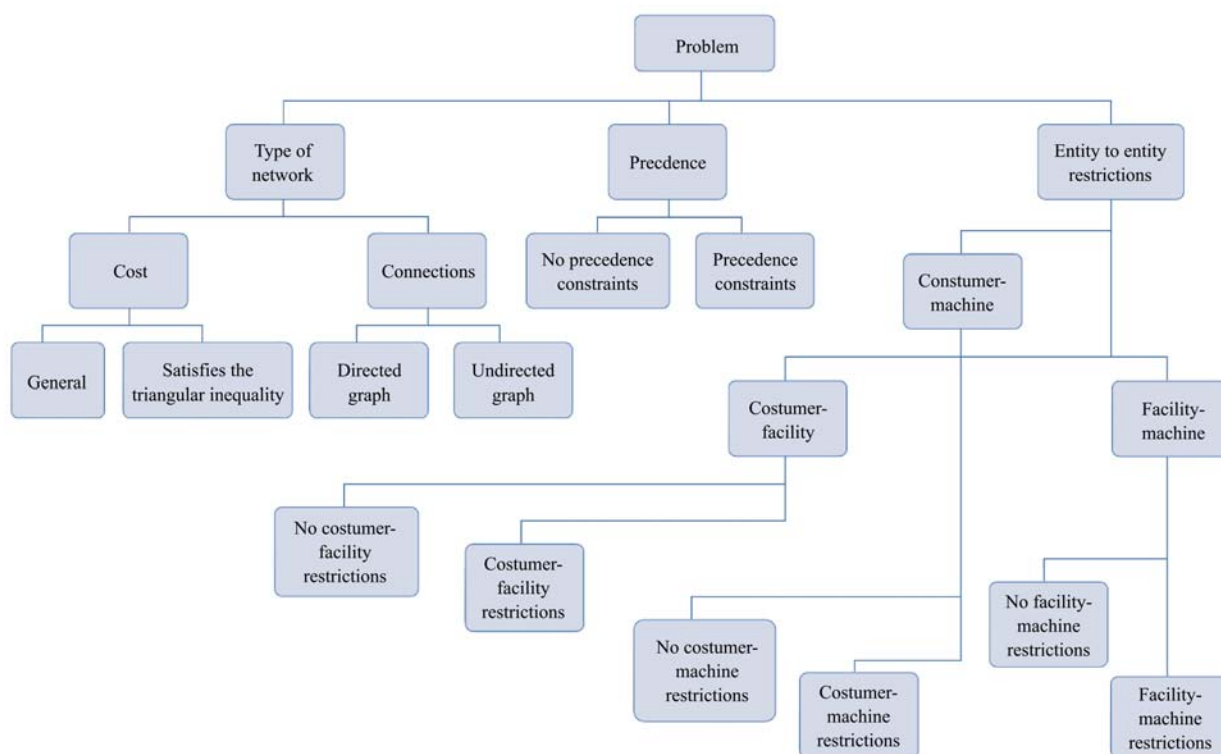 Problem
Type of
network
Precdence
Entity to entity
restrictions
Cost
Connections
No precedence
constraints
Precedence
constraints
Constumer-
machine
General
Satisfies the
triangular inequality
Directed
graph
Undirected
graph
Costumer-
facility
Facility-
machine
No costumer-
facility
restrictions
Costumer-
facility
restrictions
No costumer-
machine
restrictions
Costumer-
machine
restrictions
No facility-
machine
restrictions
Facility-
machine
restrictions